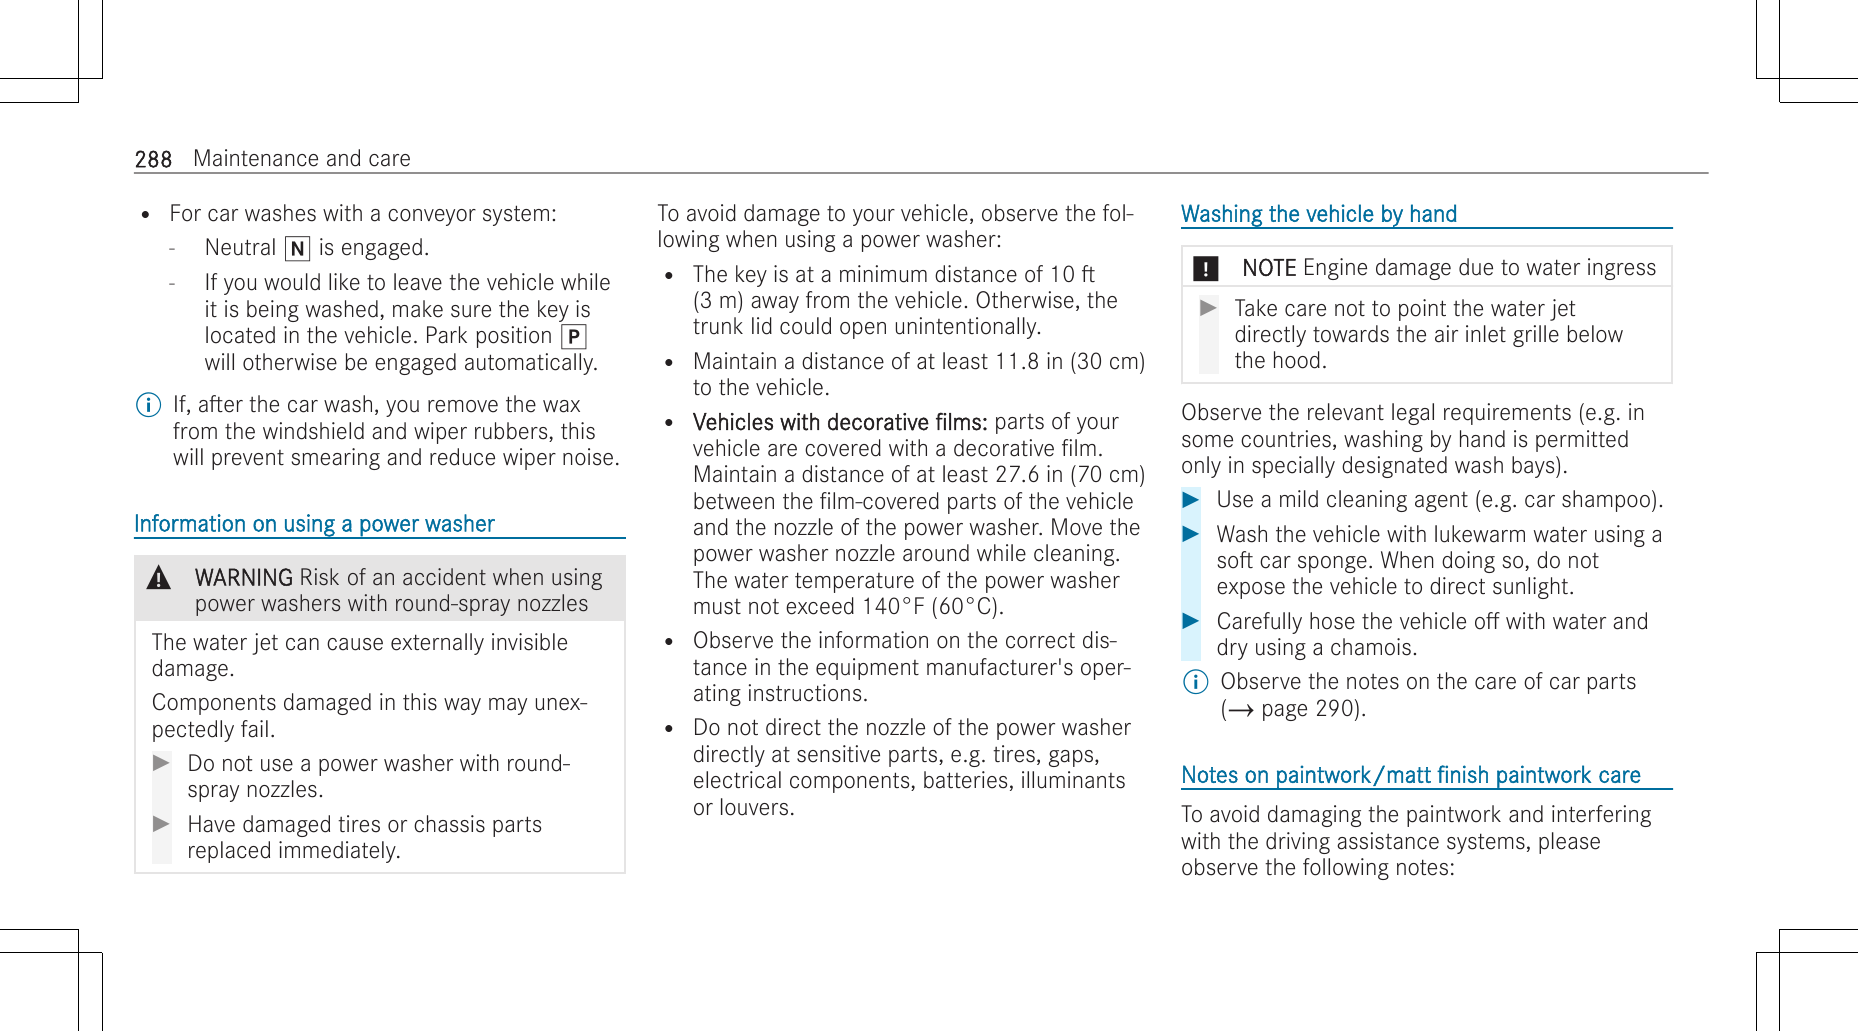 288 Maintenance and care
• For car washes with a conveyor system:
- Neutral N is engaged.
- If you would like to leave the vehicle while
it is being washed, make sure the key is
located in the vehicle. Park position P
will otherwise be engaged automatically.
i If, after the car wash, you remove the wax
from the windshield and wiper rubbers, this
will prevent smearing and reduce wiper noise.
Information on using a power washer
WARNING Risk of an accident when using
power washers with round-spray nozzles
The water jet can cause externally invisible
damage.
Components damaged in this way may unex-
pectedly fail.
▶ Do not use a power washer with round-
spray nozzles.
▶ Have damaged tires or chassis parts
replaced immediately.
To avoid damage to your vehicle, observe the fol-
lowing when using a power washer:
• The key is at a minimum distance of 10 ft
(3 m) away from the vehicle. Otherwise, the
trunk lid could open unintentionally.
• Maintain a distance of at least 11.8 in (30 cm)
to the vehicle.
• Vehicles with decorative films: parts of your
vehicle are covered with a decorative film.
Maintain a distance of at least 27.6 in (70 cm)
between the film-covered parts of the vehicle
and the nozzle of the power washer. Move the
power washer nozzle around while cleaning.
The water temperature of the power washer
must not exceed 140°F (60°C).
• Observe the information on the correct dis-
tance in the equipment manufacturer's oper-
ating instructions.
• Do not direct the nozzle of the power washer
directly at sensitive parts, e.g. tires, gaps,
electrical components, batteries, illuminants
or louvers.
Washing the vehicle by hand
! NOTE Engine damage due to water ingress
▶ Take care not to point the water jet
directly towards the air inlet grille below
the hood.
Observe the relevant legal requirements (e.g. in
some countries, washing by hand is permitted
only in specially designated wash bays).
▶ Use a mild cleaning agent (e.g. car shampoo).
▶ Wash the vehicle with lukewarm water using a
soft car sponge. When doing so, do not
expose the vehicle to direct sunlight.
▶ Carefully hose the vehicle off with water and
dry using a chamois.
i Observe the notes on the care of car parts
(→ page 290).
Notes on paintwork/matt finish paintwork care
To avoid damaging the paintwork and interfering
with the driving assistance systems, please
observe the following notes: